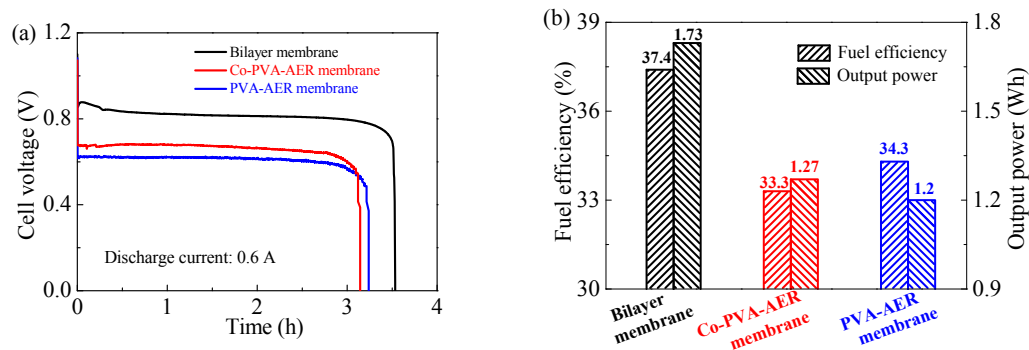 (a)
1.2
0.8
0.4
0.0
Cell voltage (V)
Bilayer membrane
Co-PVA-AER membrane
PVA-AER membrane
Discharge current: 0.6 A
0 1 2 3 4
Time (h)
(b)
39
36
33
30
Fuel efficiency (%)
Fuel efficiency
Output power
37.4
1.73
33.3
1.27
34.3
1.2
1.8
1.5
1.2
0.9
Output power (Wh)
Bilayer
membrane
Co-PVA-AER
membrane
PVA-AER
membrane